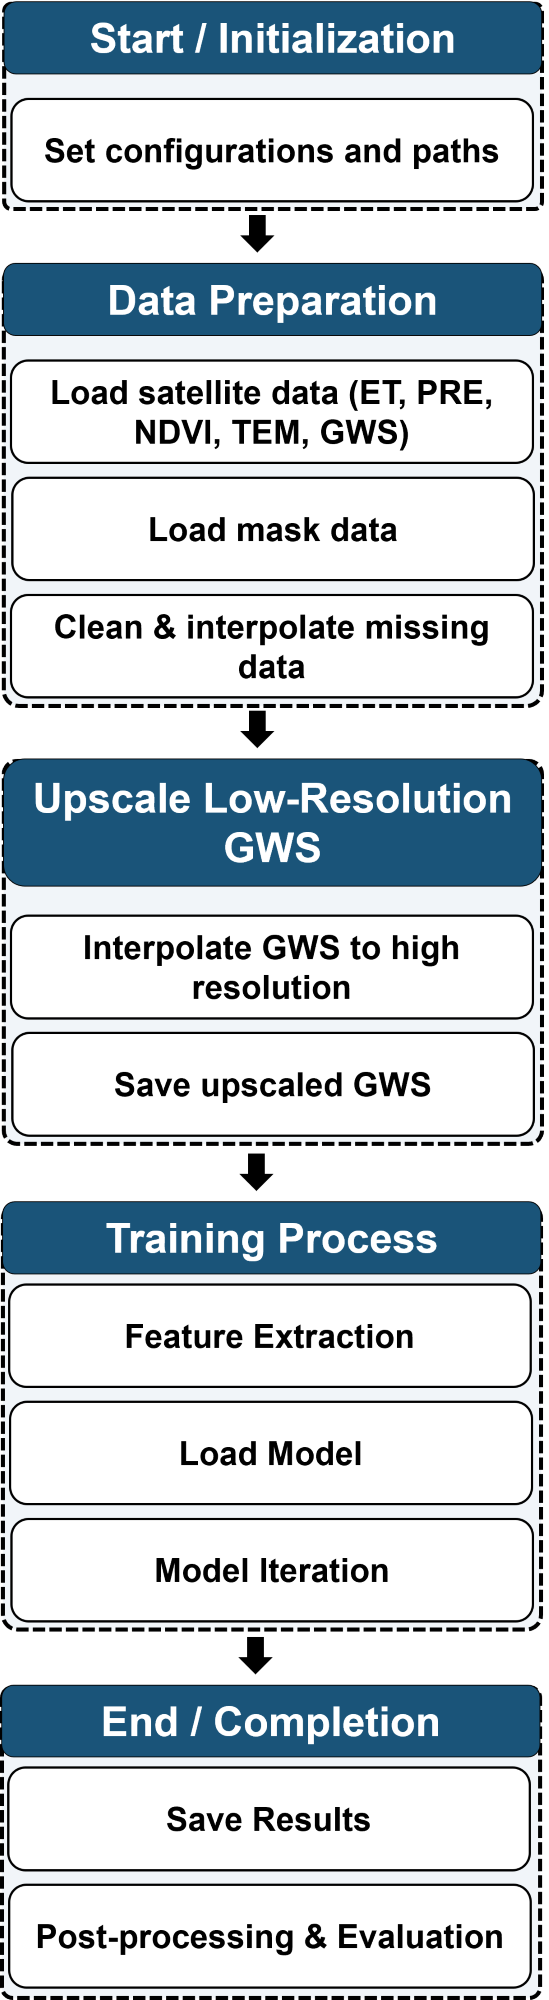 Start / Initialization
Set configurations and paths
Data Preparation
Load satellite data (ET, PRE,
NDVI, TEM, GWS)
Load mask data
Clean & interpolate missing
data
Upscale Low-Resolution
GWS
Interpolate GWS to high
resolution
Save upscaled GWS
Training Process
Feature Extraction
Load Model
Model Iteration
End / Completion
Save Results
Post-processing & Evaluation